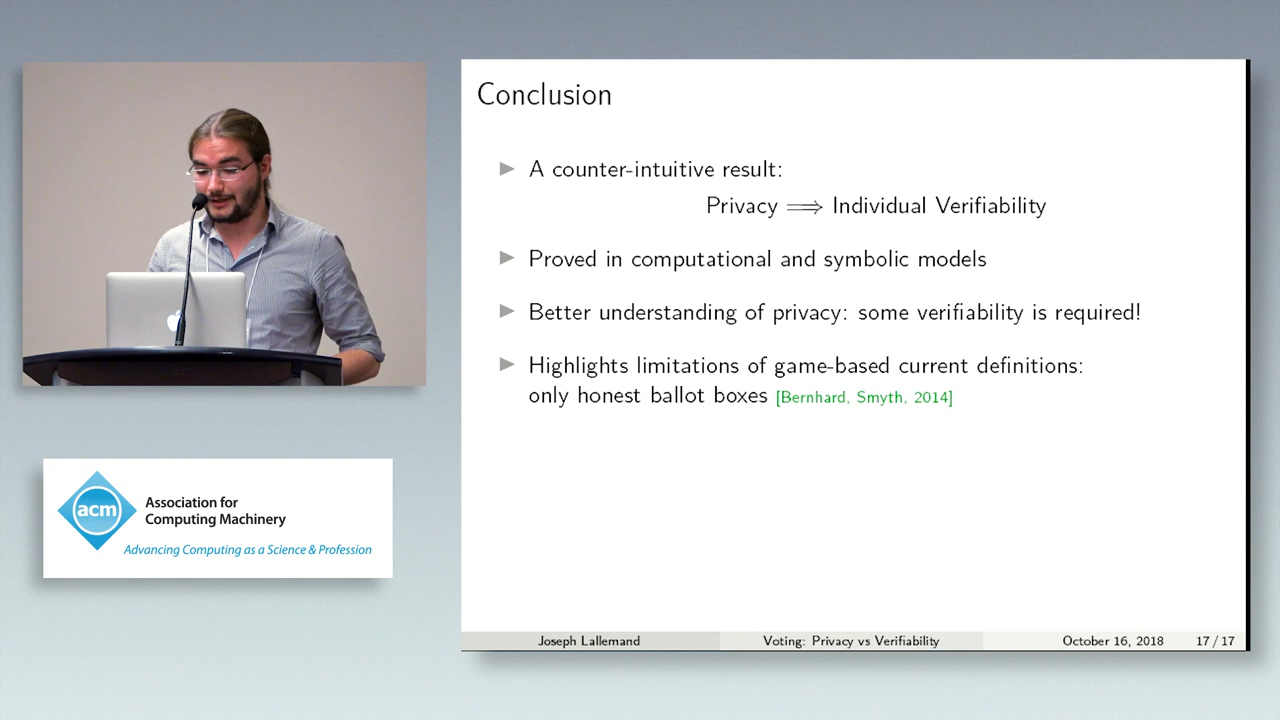 Conclusion
▶ A counter-intuitive result:
Privacy ⟹ Individual Verifiability
▶ Proved in computational and symbolic models
▶ Better understanding of privacy: some verifiability is required!
▶ Highlights limitations of game-based current definitions:
only honest ballot boxes [Bernhard, Smyth, 2014]
Joseph Lallemand Voting: Privacy vs Verifiability October 16, 2018 17 / 17
acm
Association for
Computing Machinery
Advancing Computing as a Science & Profession